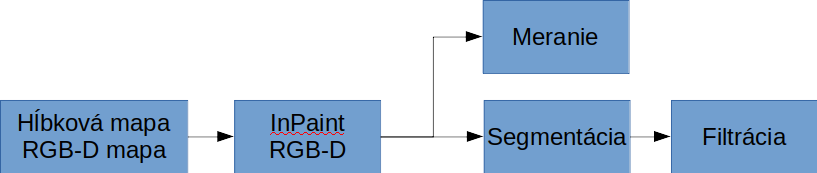 Meranie
Hĺbková mapa
RGB-D mapa
InPaint
RGB-D
Segmentácia
Filtrácia